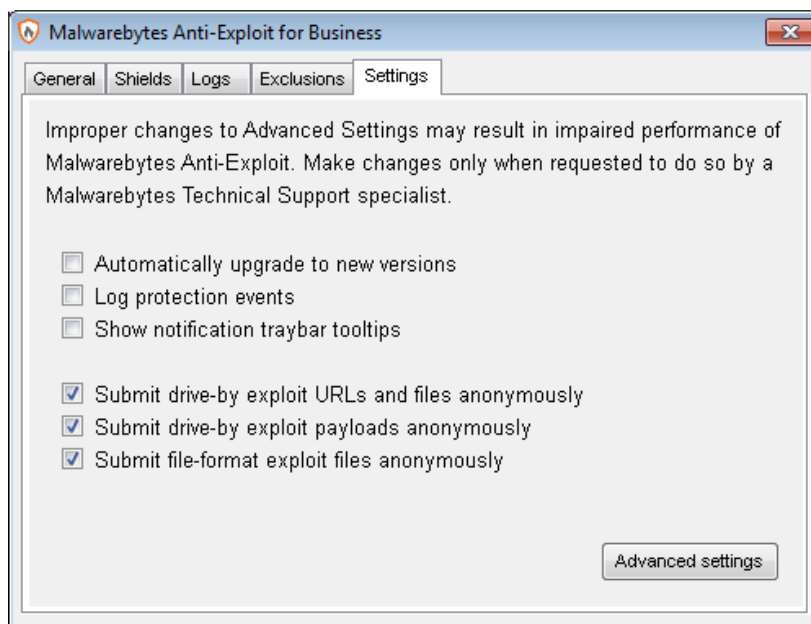 Malwarebytes Anti-Exploit for Business
General Shields Logs Exclusions Settings
Improper changes to Advanced Settings may result in impaired performance of
Malwarebytes Anti-Exploit. Make changes only when requested to do so by a
Malwarebytes Technical Support specialist.
Automatically upgrade to new versions
Log protection events
Show notification traybar tooltips
Submit drive-by exploit URLs and files anonymously
Submit drive-by exploit payloads anonymously
Submit file-format exploit files anonymously
Advanced settings